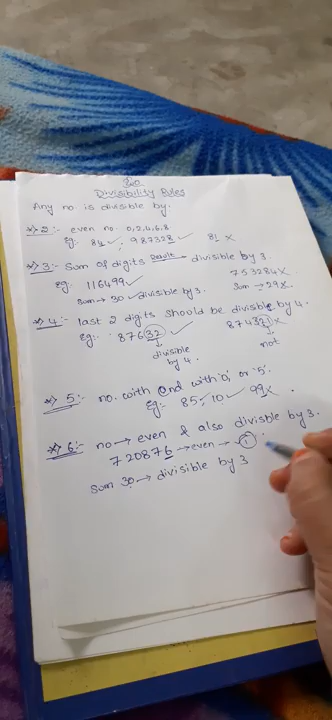 Divisibility Rules
Any no is divisible by.
2: even no. 0,2,4,6,8
Eg: 84 ✓, 987328 ✓ 81 X
3: Sum of digits result → divisible by 3.
Eg: 116499 ✓ 753284 X
Sum → 30 ✓ divisible by 3. Sum → 29 X.
4: last 2 digits should be divisible by 4.
Eg: 87632 ✓ 874321 X
divisible by 4. not
5: no. with end with '0', or '5'.
Eg: 85, 10 ✓ 99 X
6: no → even & also divisible by 3.
720876 → even → 1
Sum 30 → divisible by 3